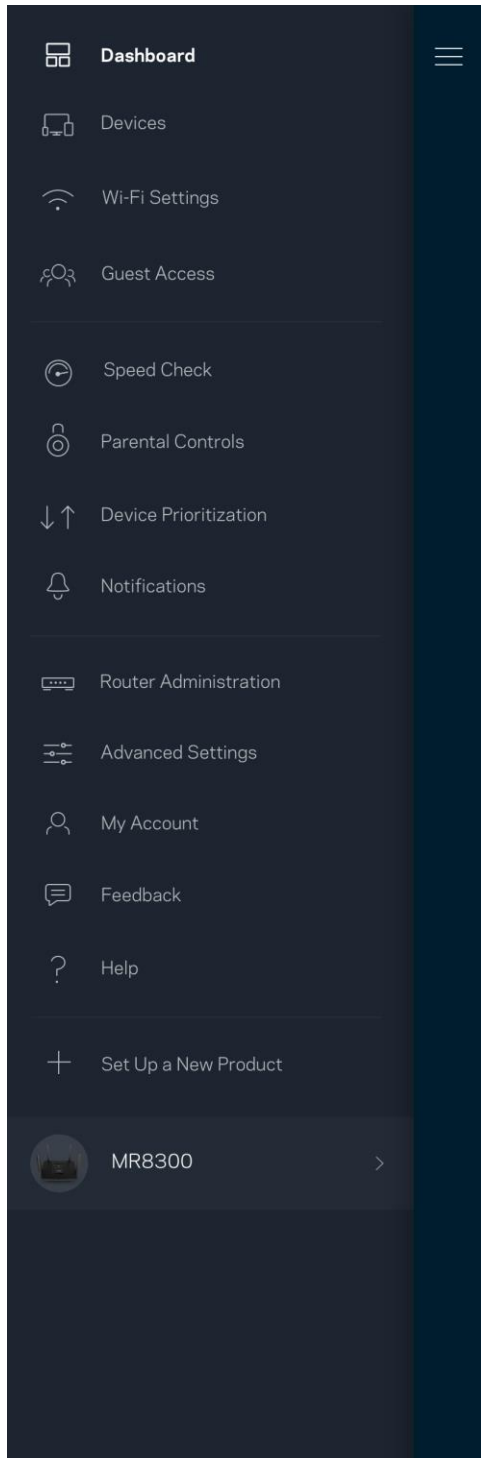 Dashboard
Devices
Wi-Fi Settings
Guest Access
Speed Check
Parental Controls
Device Prioritization
Notifications
Router Administration
Advanced Settings
My Account
Feedback
Help
Set Up a New Product
MR8300